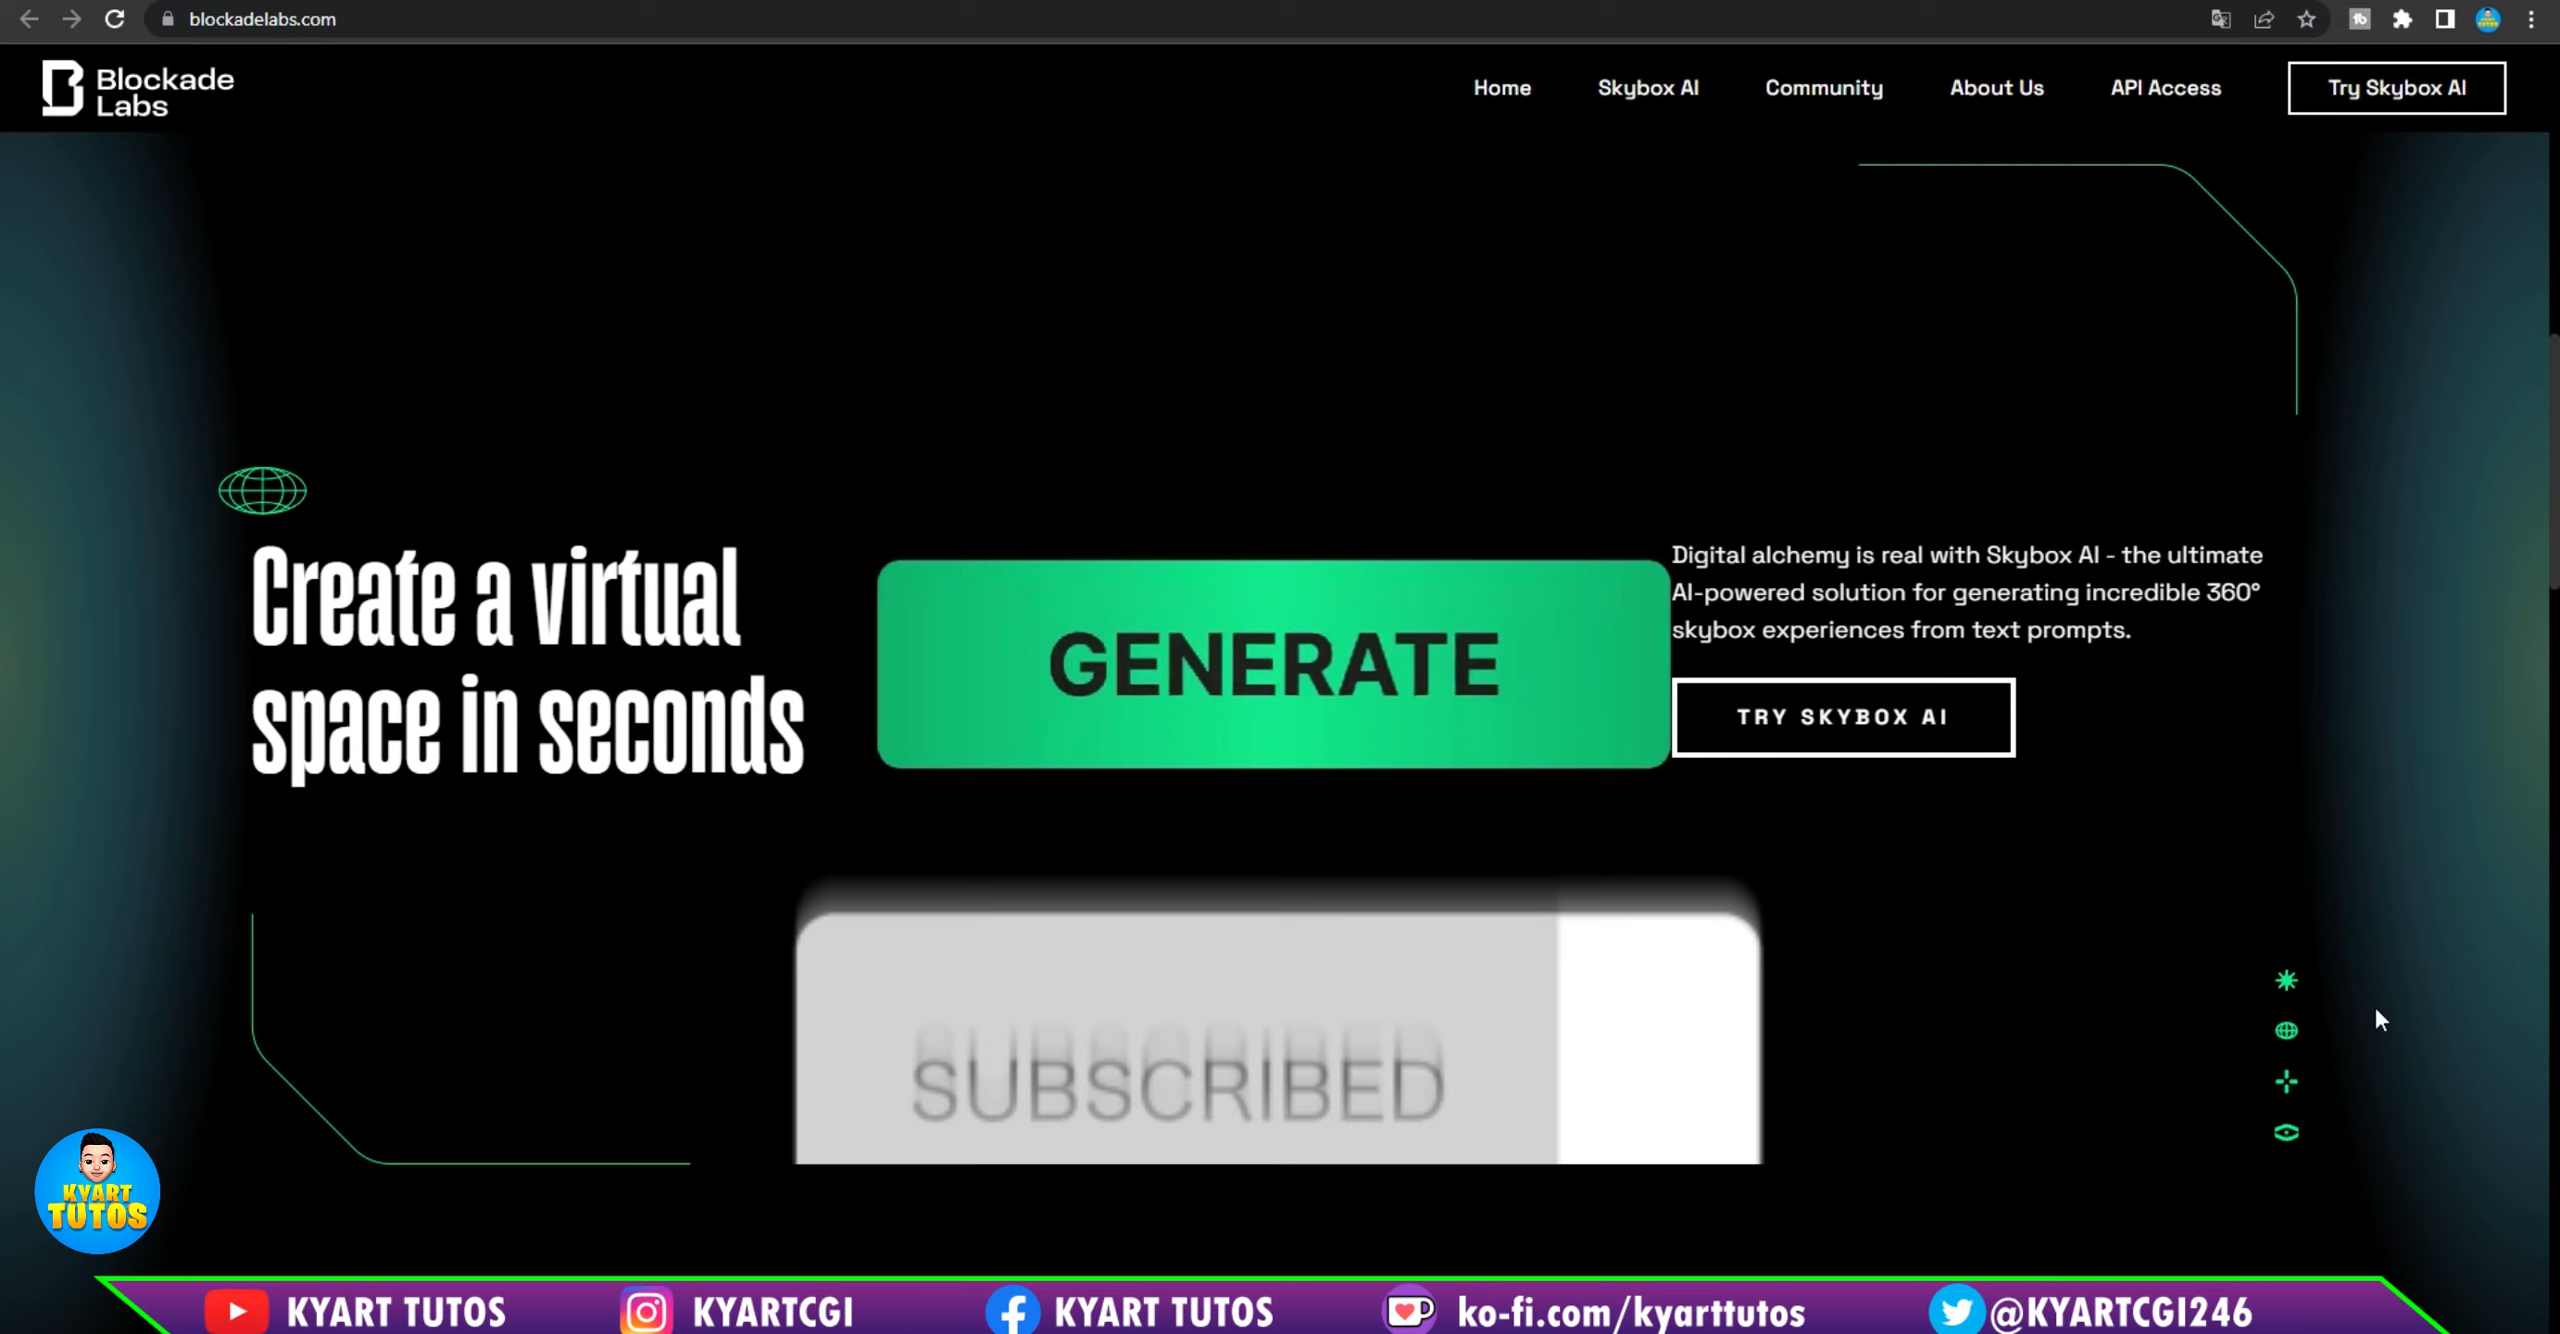 blockadelabs.com
Blockade
Labs
Home
Skybox AI
Community
About Us
API Access
Try Skybox AI
Create a virtual
space in seconds
GENERATE
Digital alchemy is real with Skybox AI - the ultimate
AI-powered solution for generating incredible 360°
skybox experiences from text prompts.
TRY SKYBOX AI
SUBSCRIBED
KYART
TUTOS
KYART TUTOS
KYARTCGI
KYART TUTOS
ko-fi.com/kyarttutos
@KYARTCGI246